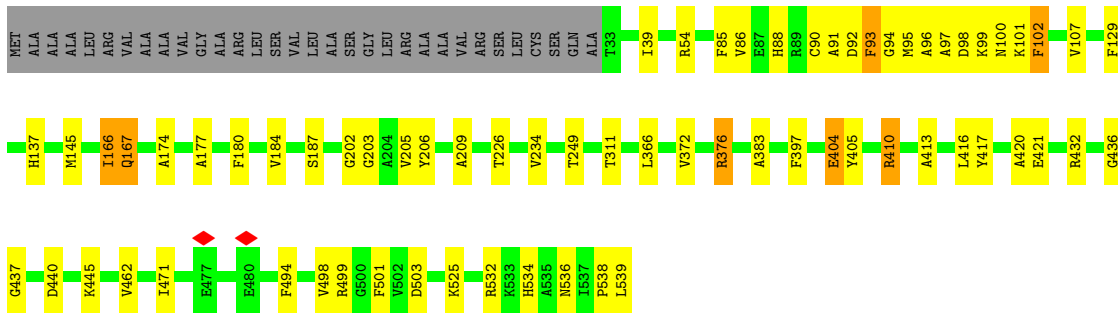 MET ALA ALA ALA LEU ARG VAL ALA ALA VAL GLY ALA ARG LEU SER VAL LEU ALA SER GLY LEU ARG ALA ALA VAL ARG SER LEU CYS SER GLN ALA T33 I39 R54 F85 V86 E87 H88 R89 C90 A91 D92 F93 G94 M95 A96 A97 D98 K99 N100 K101 F102 V107 F129
H137 M145 I166 Q167 A174 A177 F180 V184 S187 G202 G203 A204 V205 Y206 A209 T226 V234 T249 T311 L366 V372 R376 A383 F397 E404 Y405 R410 A413 L416 Y417 A420 E421 R432 G436
G437 D440 K445 V462 I471 E477 E480 F494 V498 R499 G500 F501 V502 D503 K525 R532 K533 H534 A535 N536 I537 P538 L539